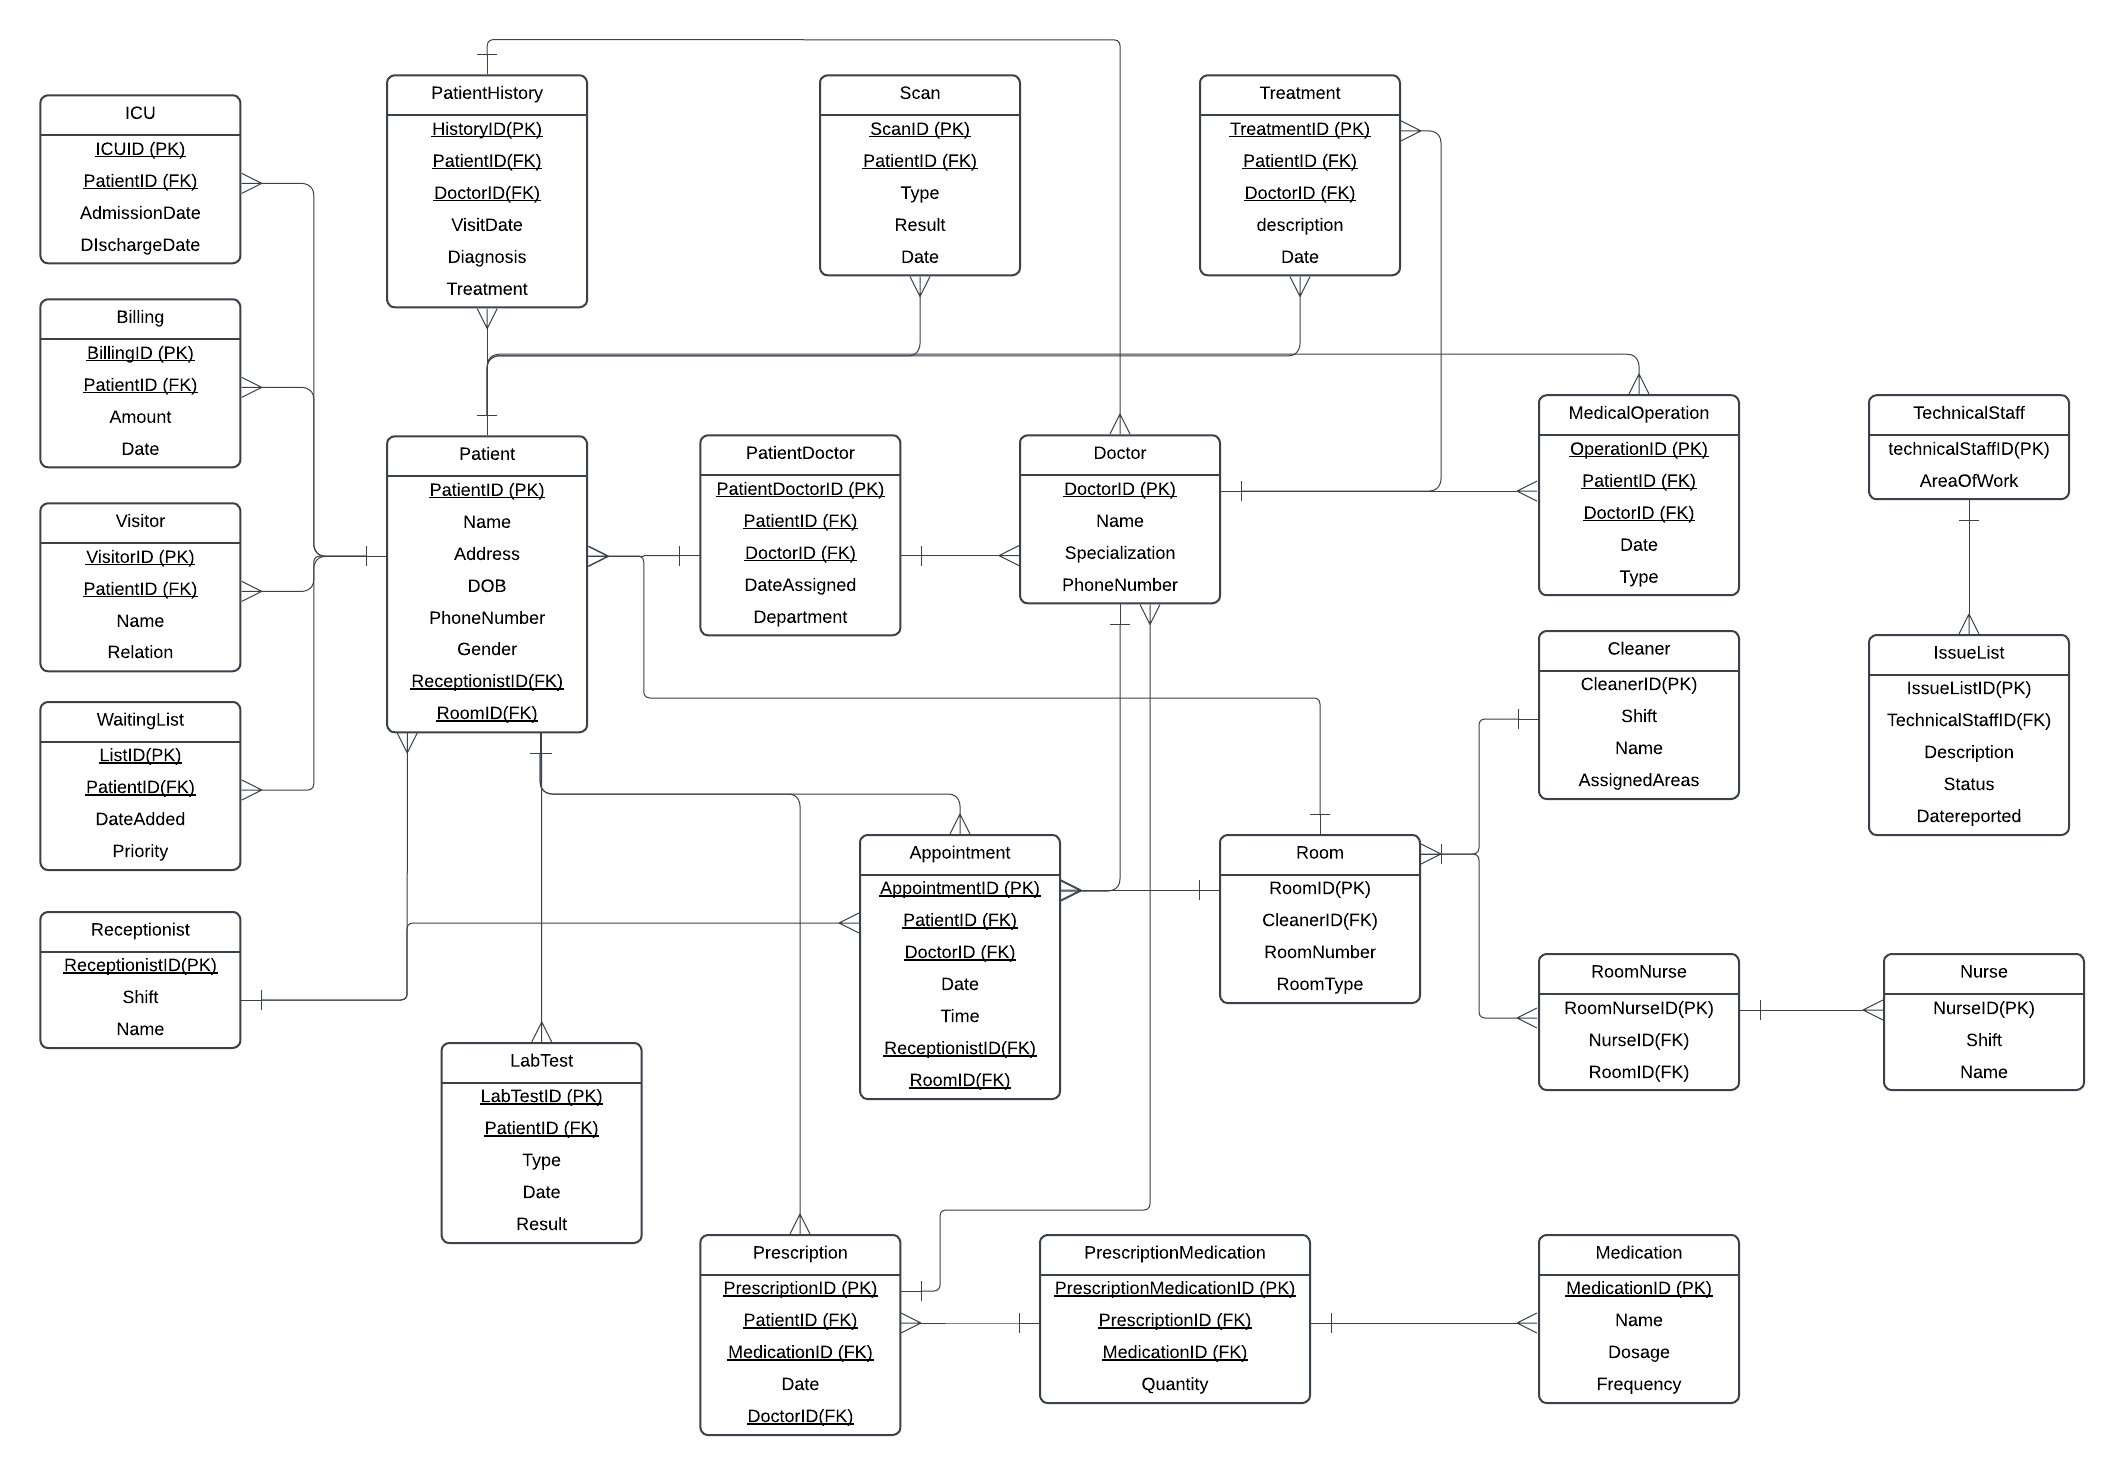 ICU
ICUID (PK)
PatientID (FK)
AdmissionDate
DIschargeDate
PatientHistory
HistoryID(PK)
PatientID(FK)
DoctorID(FK)
VisitDate
Diagnosis
Treatment
Scan
ScanID (PK)
PatientID (FK)
Type
Result
Date
Treatment
TreatmentID (PK)
PatientID (FK)
DoctorID (FK)
description
Date
Billing
BillingID (PK)
PatientID (FK)
Amount
Date
Visitor
VisitorID (PK)
PatientID (FK)
Name
Relation
WaitingList
ListID(PK)
PatientID(FK)
DateAdded
Priority
Receptionist
ReceptionistID(PK)
Shift
Name
Patient
PatientID (PK)
Name
Address
DOB
PhoneNumber
Gender
ReceptionistID(FK)
RoomID(FK)
PatientDoctor
PatientDoctorID (PK)
PatientID (FK)
DoctorID (FK)
DateAssigned
Department
Doctor
DoctorID (PK)
Name
Specialization
PhoneNumber
MedicalOperation
OperationID (PK)
PatientID (FK)
DoctorID (FK)
Date
Type
TechnicalStaff
technicalStaffID(PK)
AreaOfWork
Cleaner
CleanerID(PK)
Shift
Name
AssignedAreas
IssueList
IssueListID(PK)
TechnicalStaffID(FK)
Description
Status
Datereported
Appointment
AppointmentID (PK)
PatientID (FK)
DoctorID (FK)
Date
Time
ReceptionistID(FK)
RoomID(FK)
Room
RoomID(PK)
CleanerID(FK)
RoomNumber
RoomType
RoomNurse
RoomNurseID(PK)
NurseID(FK)
RoomID(FK)
Nurse
NurseID(PK)
Shift
Name
LabTest
LabTestID (PK)
PatientID (FK)
Type
Date
Result
Prescription
PrescriptionID (PK)
PatientID (FK)
MedicationID (FK)
Date
DoctorID(FK)
PrescriptionMedication
PrescriptionMedicationID (PK)
PrescriptionID (FK)
MedicationID (FK)
Quantity
Medication
MedicationID (PK)
Name
Dosage
Frequency